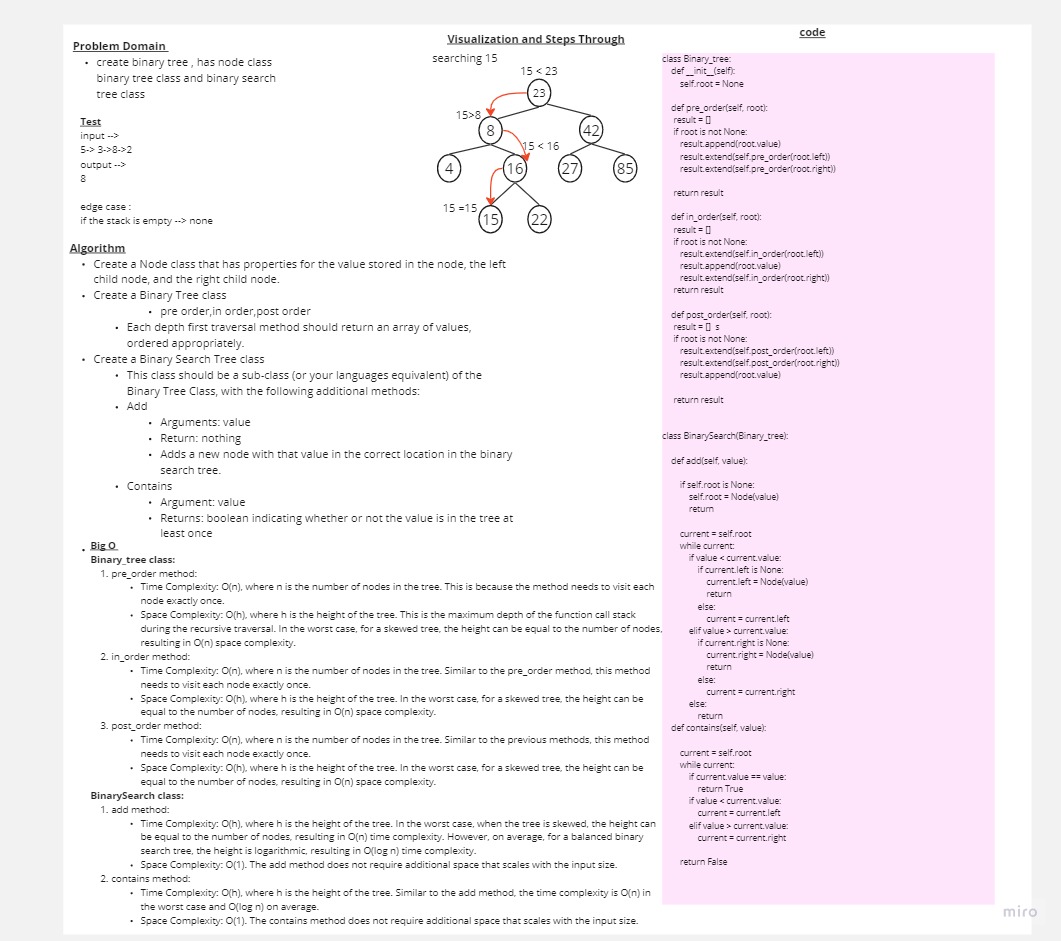 Problem Domain
create binary tree , has node class
binary tree class and binary search
tree class
Test
input -->
5-> 3->8->2
output -->
8
edge case :
if the stack is empty --> none
Visualization and Steps Through
searching 15
15 < 23
23
15>8
8
42
15 < 16
4
16
27
85
15 =15
15
22
Algorithm
Create a Node class that has properties for the value stored in the node, the left
child node, and the right child node.
Create a Binary Tree class
pre order,in order,post order
Each depth first traversal method should return an array of values,
ordered appropriately.
Create a Binary Search Tree class
This class should be a sub-class (or your languages equivalent) of the
Binary Tree Class, with the following additional methods:
Add
Arguments: value
Return: nothing
Adds a new node with that value in the correct location in the binary
search tree.
Contains
Argument: value
Returns: boolean indicating whether or not the value is in the tree at
least once
Big O
Binary_tree class:
1. pre_order method:
Time Complexity: O(n), where n is the number of nodes in the tree. This is because the method needs to visit each
node exactly once.
Space Complexity: O(h), where h is the height of the tree. This is the maximum depth of the function call stack
during the recursive traversal. In the worst case, for a skewed tree, the height can be equal to the number of nodes,
resulting in O(n) space complexity.
2. in_order method:
Time Complexity: O(n), where n is the number of nodes in the tree. Similar to the pre_order method, this method
needs to visit each node exactly once.
Space Complexity: O(h), where h is the height of the tree. In the worst case, for a skewed tree, the height can be
equal to the number of nodes, resulting in O(n) space complexity.
3. post_order method:
Time Complexity: O(n), where n is the number of nodes in the tree. Similar to the previous methods, this method
needs to visit each node exactly once.
Space Complexity: O(h), where h is the height of the tree. In the worst case, for a skewed tree, the height can be
equal to the number of nodes, resulting in O(n) space complexity.
BinarySearch class:
1. add method:
Time Complexity: O(h), where h is the height of the tree. In the worst case, when the tree is skewed, the height can
be equal to the number of nodes, resulting in O(n) time complexity. However, on average, for a balanced binary
search tree, the height is logarithmic, resulting in O(log n) time complexity.
Space Complexity: O(1). The add method does not require additional space that scales with the input size.
2. contains method:
Time Complexity: O(h), where h is the height of the tree. Similar to the add method, the time complexity is O(n) in
the worst case and O(log n) on average.
Space Complexity: O(1). The contains method does not require additional space that scales with the input size.
code
class Binary_tree:
def __init__(self):
self.root = None
def pre_order(self, root):
result = []
if root is not None:
result.append(root.value)
result.extend(self.pre_order(root.left))
result.extend(self.pre_order(root.right))
return result
def in_order(self, root):
result = []
if root is not None:
result.extend(self.in_order(root.left))
result.append(root.value)
result.extend(self.in_order(root.right))
return result
def post_order(self, root):
result = [] s
if root is not None:
result.extend(self.post_order(root.left))
result.extend(self.post_order(root.right))
result.append(root.value)
return result
class BinarySearch(Binary_tree):
def add(self, value):
if self.root is None:
self.root = Node(value)
return
current = self.root
while current:
if value < current.value:
if current.left is None:
current.left = Node(value)
return
else:
current = current.left
elif value > current.value:
if current.right is None:
current.right = Node(value)
return
else:
current = current.right
else:
return
def contains(self, value):
current = self.root
while current:
if current.value == value:
return True
if value < current.value:
current = current.left
elif value > current.value:
current = current.right
return False
miro